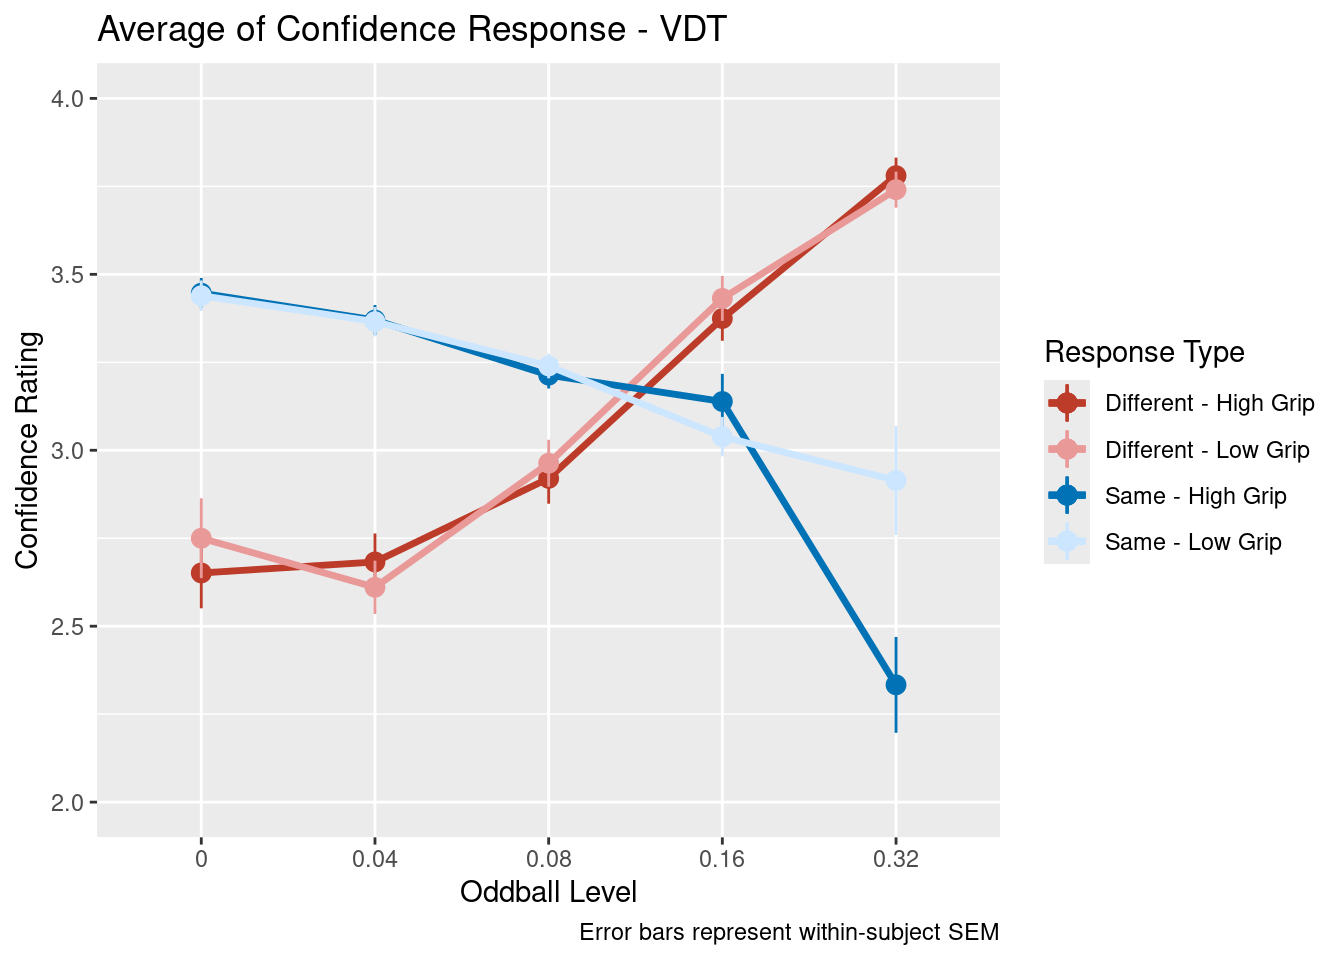 Average of Confidence Response - VDT
4.0
3.5
3.0
2.5
2.0
Confidence Rating
0 0.04 0.08 0.16 0.32
Oddball Level
Error bars represent within-subject SEM
Response Type
Different - High Grip
Different - Low Grip
Same - High Grip
Same - Low Grip